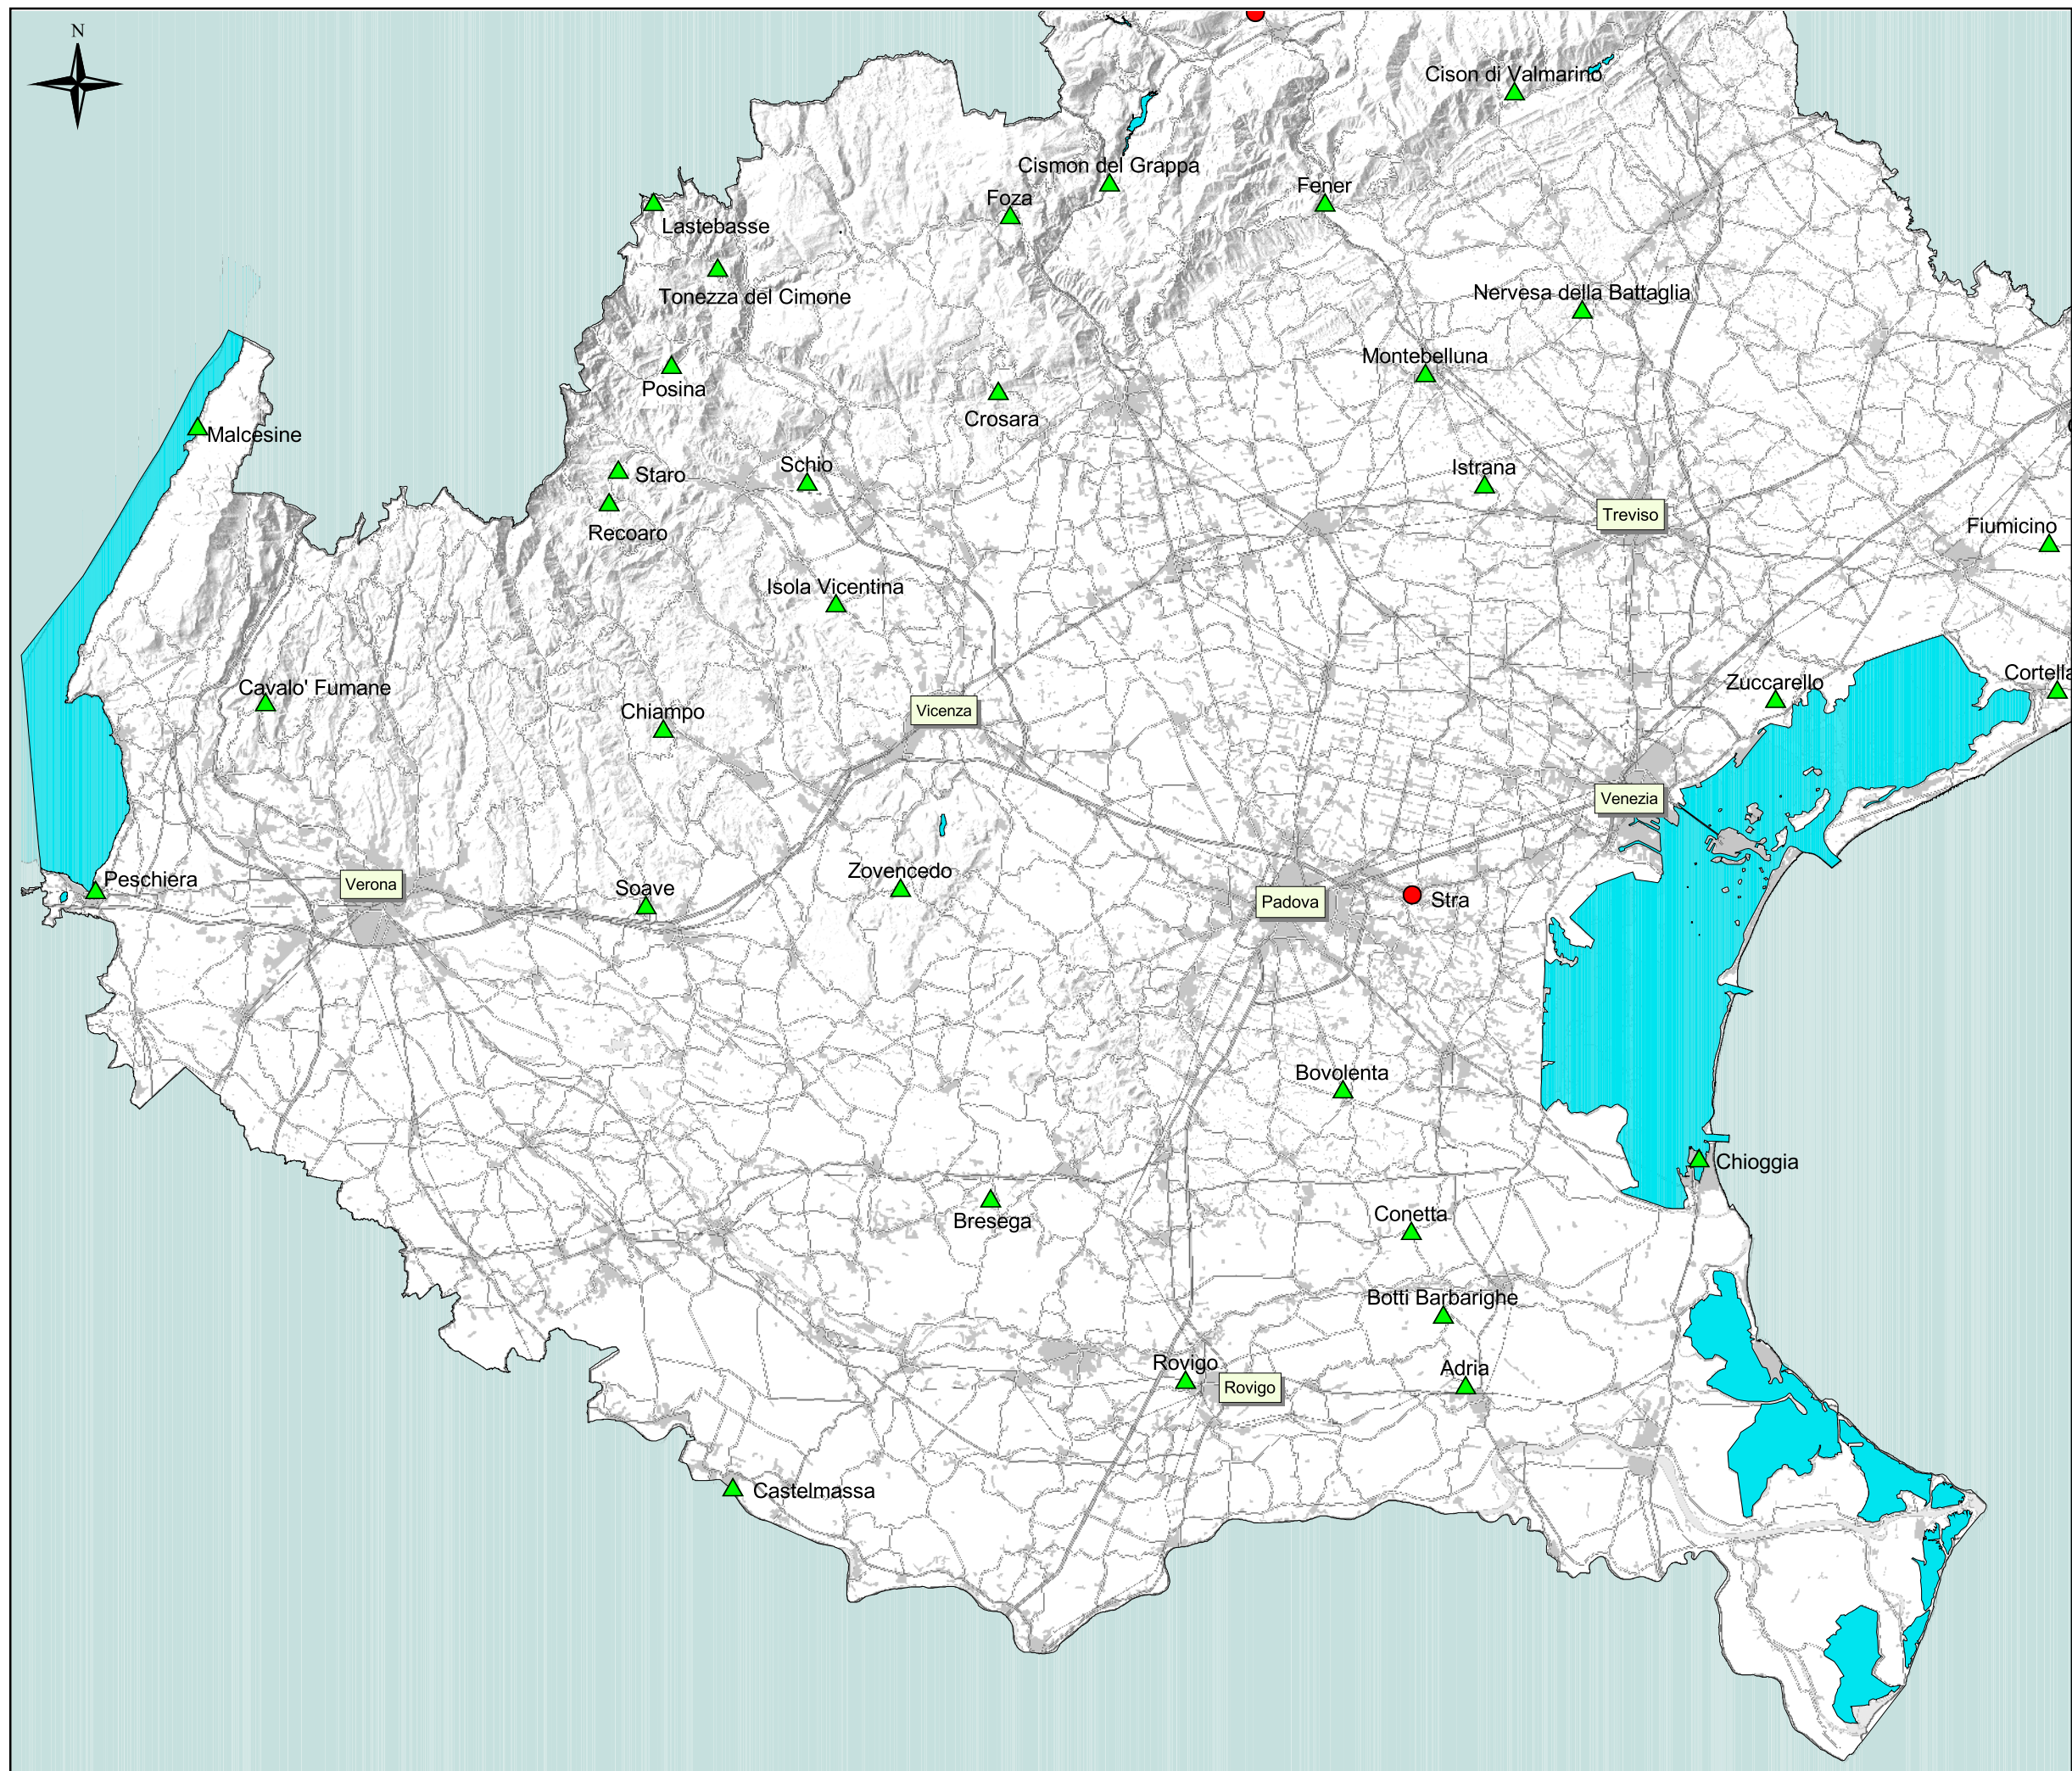 N
Cison di Valmarino
Cismon del Grappa
Fener
Foza
Lastebasse
Tonezza del Cimone
Nervesa della Battaglia
Montebelluna
Posina
Crosara
Malcesine
Schio
Staro
Istrana
Treviso
Fiumicino
Recoaro
Isola Vicentina
Cortella
Zuccarello
Cavalo' Fumane
Chiampo
Vicenza
Venezia
Zovencedo
Peschiera
Verona
Soave
Padova
Stra
Bovolenta
Chioggia
Conetta
Bresega
Botti Barbarighe
Rovigo
Adria
Rovigo
Castelmassa